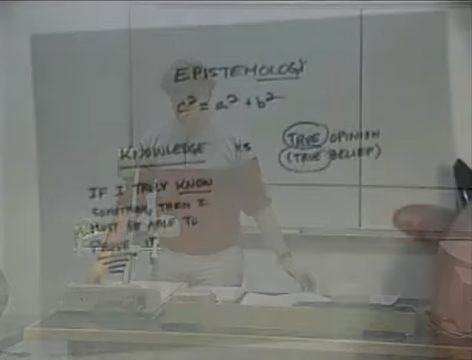 EPISTEMOLOGY
c² = a² + b²
KNOWLEDGE vs TRUE OPINION
(TRUE BELIEF)
IF I TRULY KNOW
SOMETHING, THEN I
MUST BE ABLE TO
PROVE IT